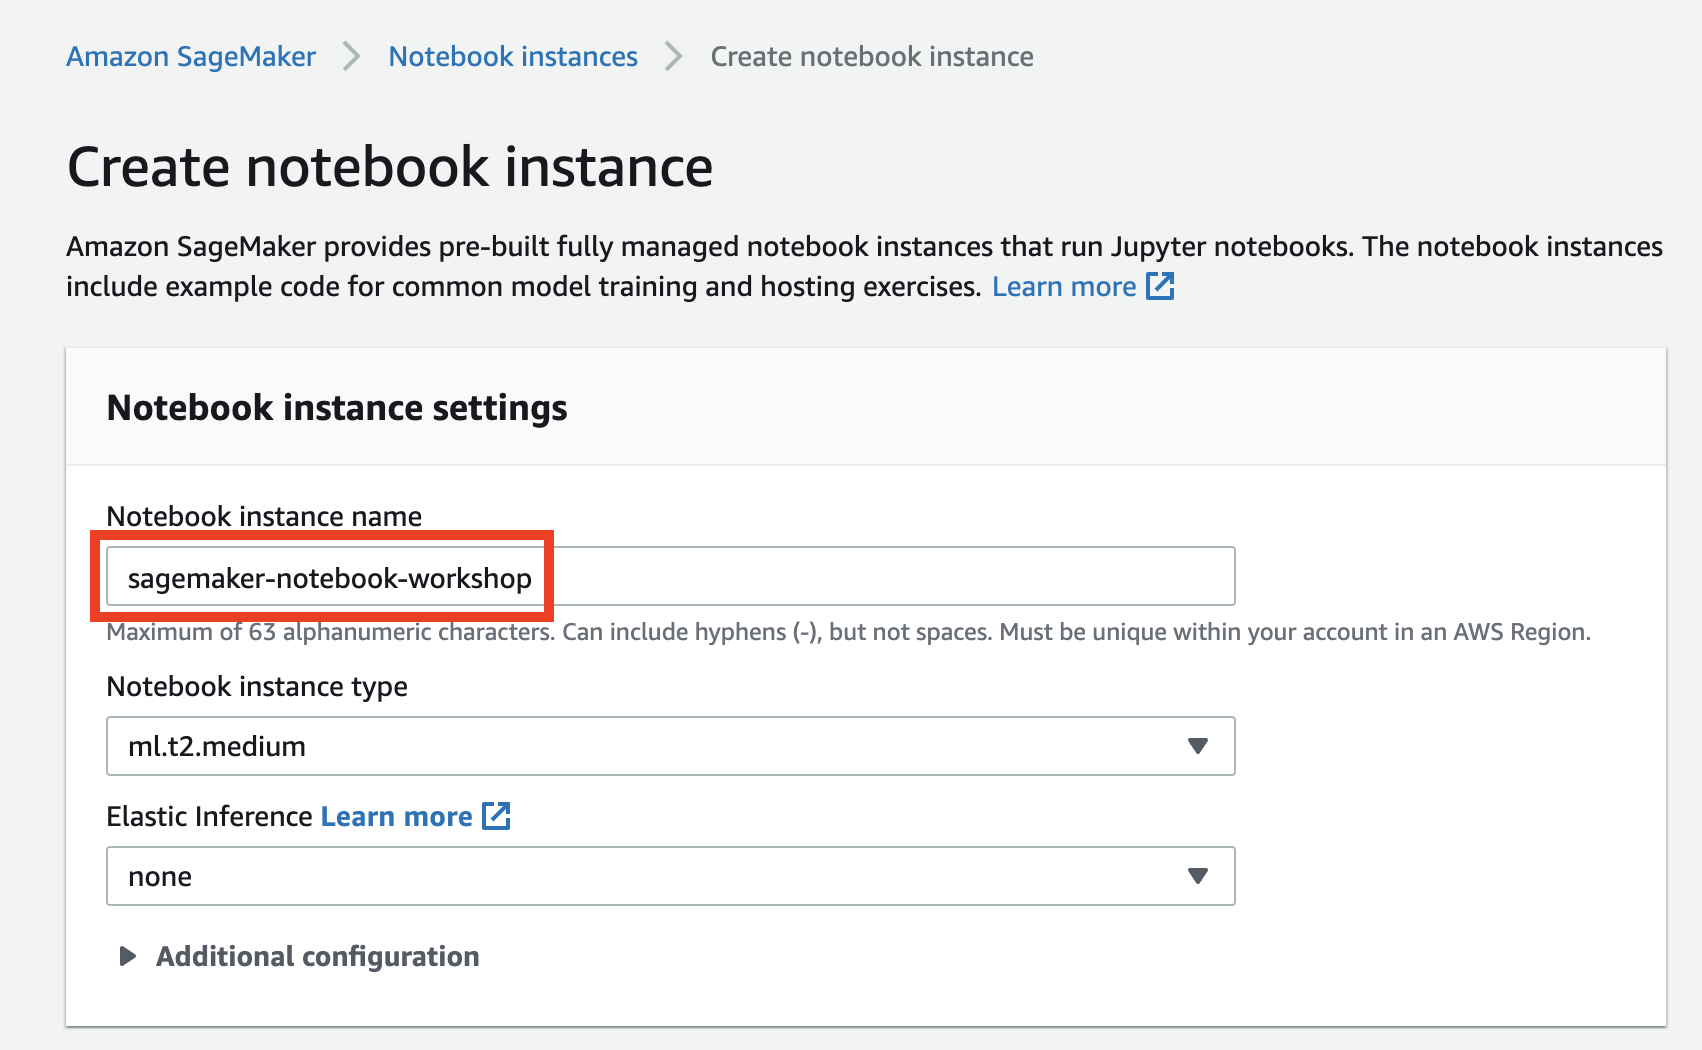 Amazon SageMaker > Notebook instances > Create notebook instance
Create notebook instance
Amazon SageMaker provides pre-built fully managed notebook instances that run Jupyter notebooks. The notebook instances
include example code for common model training and hosting exercises. Learn more
Notebook instance settings
Notebook instance name
sagemaker-notebook-workshop
Maximum of 63 alphanumeric characters. Can include hyphens (-), but not spaces. Must be unique within your account in an AWS Region.
Notebook instance type
ml.t2.medium
Elastic Inference Learn more
none
Additional configuration